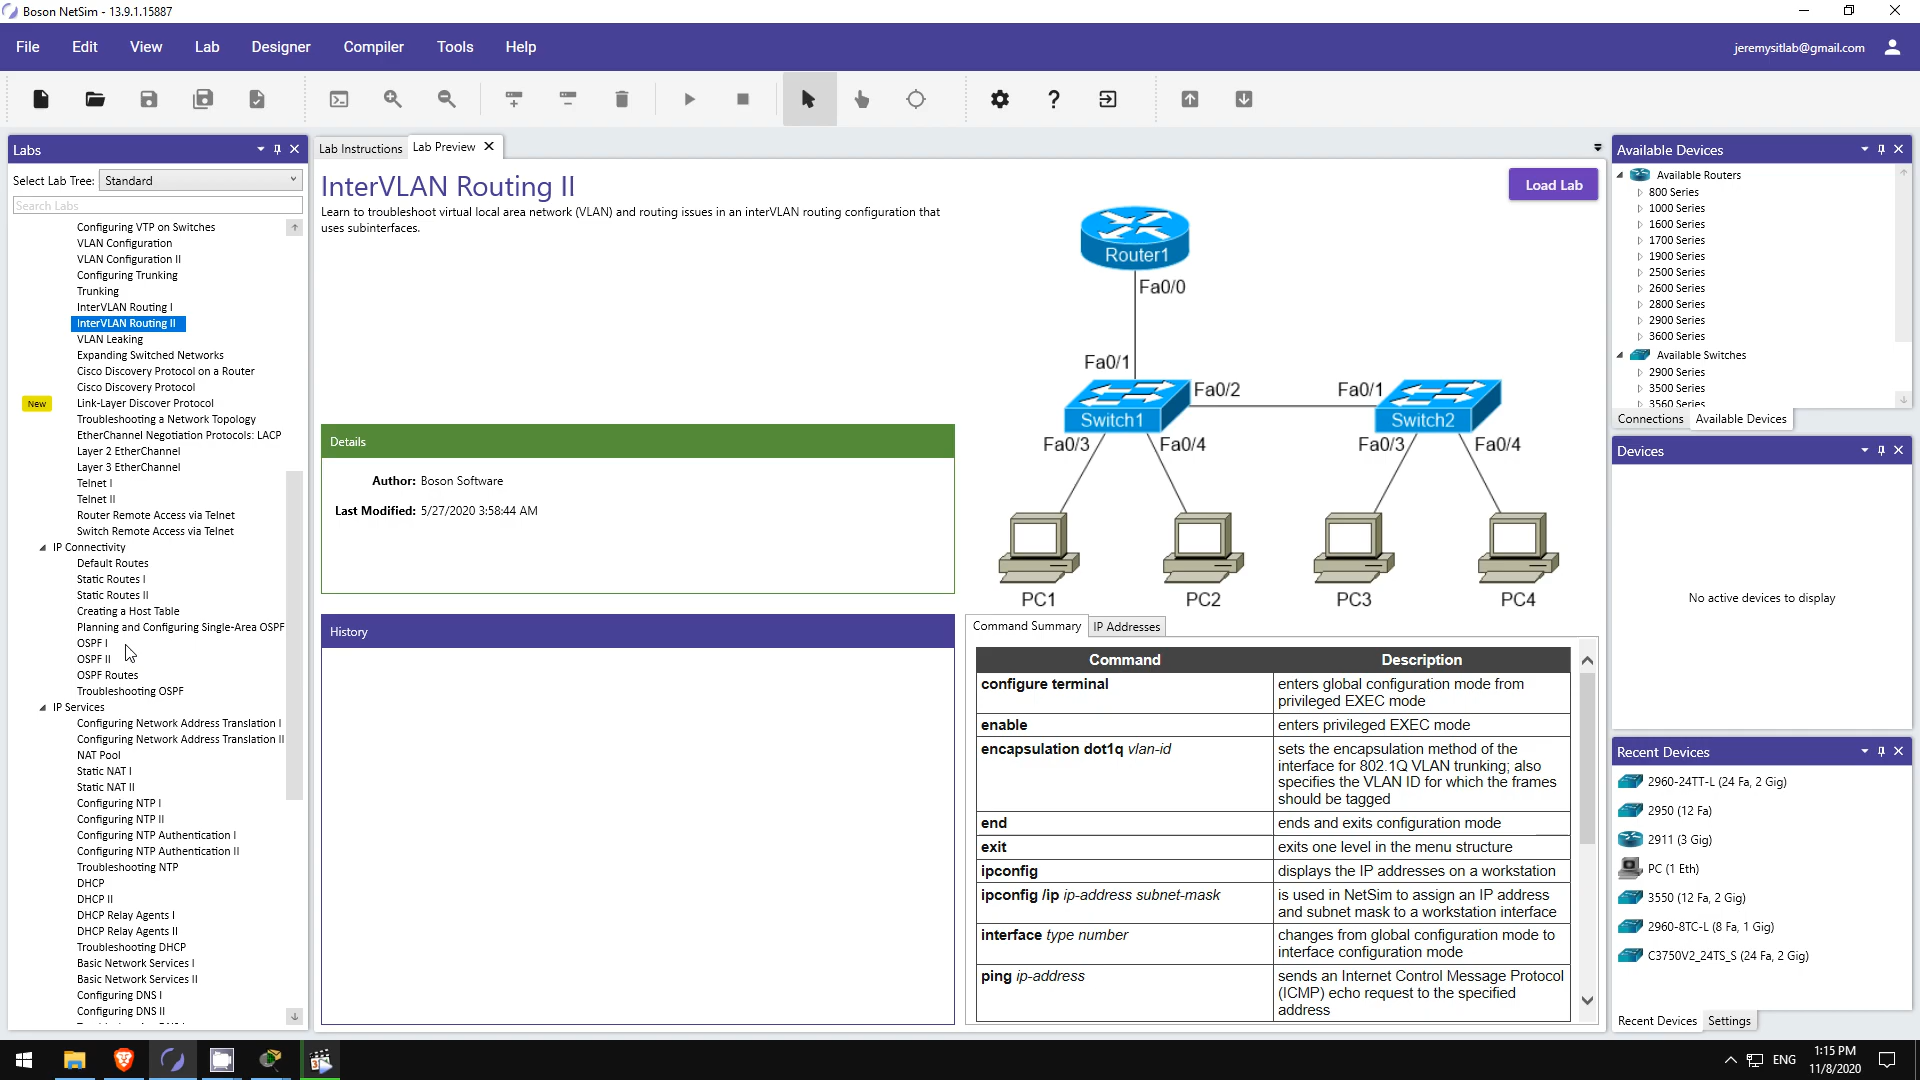 Boson NetSim - 13.9.1.15887
File Edit View Lab Designer Compiler Tools Help
jeremysitlab@gmail.com
Labs
Select Lab Tree: Standard
Search Labs
Configuring VTP on Switches
VLAN Configuration
VLAN Configuration II
Configuring Trunking
Trunking
InterVLAN Routing I
InterVLAN Routing II
VLAN Leaking
Expanding Switched Networks
Cisco Discovery Protocol on a Router
Cisco Discovery Protocol
New Link-Layer Discover Protocol
Troubleshooting a Network Topology
EtherChannel Negotiation Protocols: LACP
Layer 2 EtherChannel
Layer 3 EtherChannel
Telnet I
Telnet II
Router Remote Access via Telnet
Switch Remote Access via Telnet
IP Connectivity
Default Routes
Static Routes I
Static Routes II
Creating a Host Table
Planning and Configuring Single-Area OSPF
OSPF I
OSPF II
OSPF Routes
Troubleshooting OSPF
IP Services
Configuring Network Address Translation I
Configuring Network Address Translation II
NAT Pool
Static NAT I
Static NAT II
Configuring NTP I
Configuring NTP II
Configuring NTP Authentication I
Configuring NTP Authentication II
Troubleshooting NTP
DHCP
DHCP II
DHCP Relay Agents I
DHCP Relay Agents II
Troubleshooting DHCP
Basic Network Services I
Basic Network Services II
Configuring DNS I
Configuring DNS II
Lab Instructions Lab Preview
InterVLAN Routing II
Load Lab
Learn to troubleshoot virtual local area network (VLAN) and routing issues in an interVLAN routing configuration that
uses subinterfaces.
Router1
Fa0/0
Fa0/1
Fa0/2 Fa0/1
Switch1 Switch2
Fa0/3 Fa0/4 Fa0/3 Fa0/4
PC1 PC2 PC3 PC4
Details
Author: Boson Software
Last Modified: 5/27/2020 3:58:44 AM
History
Command Summary IP Addresses
Command Description
configure terminal enters global configuration mode from
privileged EXEC mode
enable enters privileged EXEC mode
encapsulation dot1q vlan-id sets the encapsulation method of the
interface for 802.1Q VLAN trunking; also
specifies the VLAN ID for which the frames
should be tagged
end ends and exits configuration mode
exit exits one level in the menu structure
ipconfig displays the IP addresses on a workstation
ipconfig /ip ip-address subnet-mask is used in NetSim to assign an IP address
and subnet mask to a workstation interface
interface type number changes from global configuration mode to
interface configuration mode
ping ip-address sends an Internet Control Message Protocol
(ICMP) echo request to the specified
address
Available Devices
Available Routers
800 Series
1000 Series
1600 Series
1700 Series
1900 Series
2500 Series
2600 Series
2800 Series
2900 Series
3600 Series
Available Switches
2900 Series
3500 Series
3560 Series
Connections Available Devices
Devices
No active devices to display
Recent Devices
2960-24TT-L (24 Fa, 2 Gig)
2950 (12 Fa)
2911 (3 Gig)
PC (1 Eth)
3550 (12 Fa, 2 Gig)
2960-8TC-L (8 Fa, 1 Gig)
C3750V2_24TS_S (24 Fa, 2 Gig)
Recent Devices Settings
ENG
1:15 PM
11/8/2020